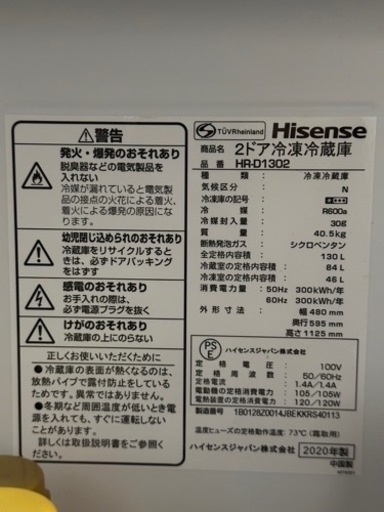 警告
発火・爆発のおそれあり
脱臭器などの電気製品を
入れない
冷媒が漏れていると電気製
品の接点の火花による着火、
着火、爆発の原因に
なります。
幼児閉じ込められのおそれあり
冷蔵庫をリサイクルするとき
は、必ずドアパッキング
をはずす
感電のおそれあり
お手入れの際は、
必ず電源プラグを抜く
けがのおそれあり
冷蔵庫の上にのらない
正しくお使いいただくために
●冷蔵庫の表面が熱くなるのは、
放熱パイプで露付防止をしている
ためで異常ではありません。
●冬期など周囲温度が低いとき電
源を入れても、すぐに運転しない
ことがあります。
詳しくは取扱説明書をご参照ください。
TÜVRheinland
Hisense
商品名 2ドア冷凍冷蔵庫
品番 HR-D1302
種類 : 冷凍冷蔵庫
気候区分 : N
冷凍庫の記号 :
冷媒 : R600a
冷媒封入量 : 30g
質量 : 40.5kg
断熱発泡ガス : シクロペンタン
全定格内容積 : 130 L
冷蔵室の定格内容積 : 84 L
冷凍室の定格内容積 : 46 L
消費電力量 : 50Hz 300kWh/年
60Hz 300kWh/年
外形寸法 : 幅 480 mm
奥行 595 mm
高さ 1125 mm
PSE
ハイセンスジャパン株式会社
定格電圧 : 100V
定格周波数 : 50/60Hz
定格電流 : 1.4A/1.4A
電動機の定格消費電力 : 105/105W
電熱装置の定格消費電力 : 120/120W
製造番号 1B0128Z0014JBEKKRS40113
温度ヒューズの定格動作温度: 73℃(霜取用)
ハイセンスジャパン株式会社
2020年製
中国製